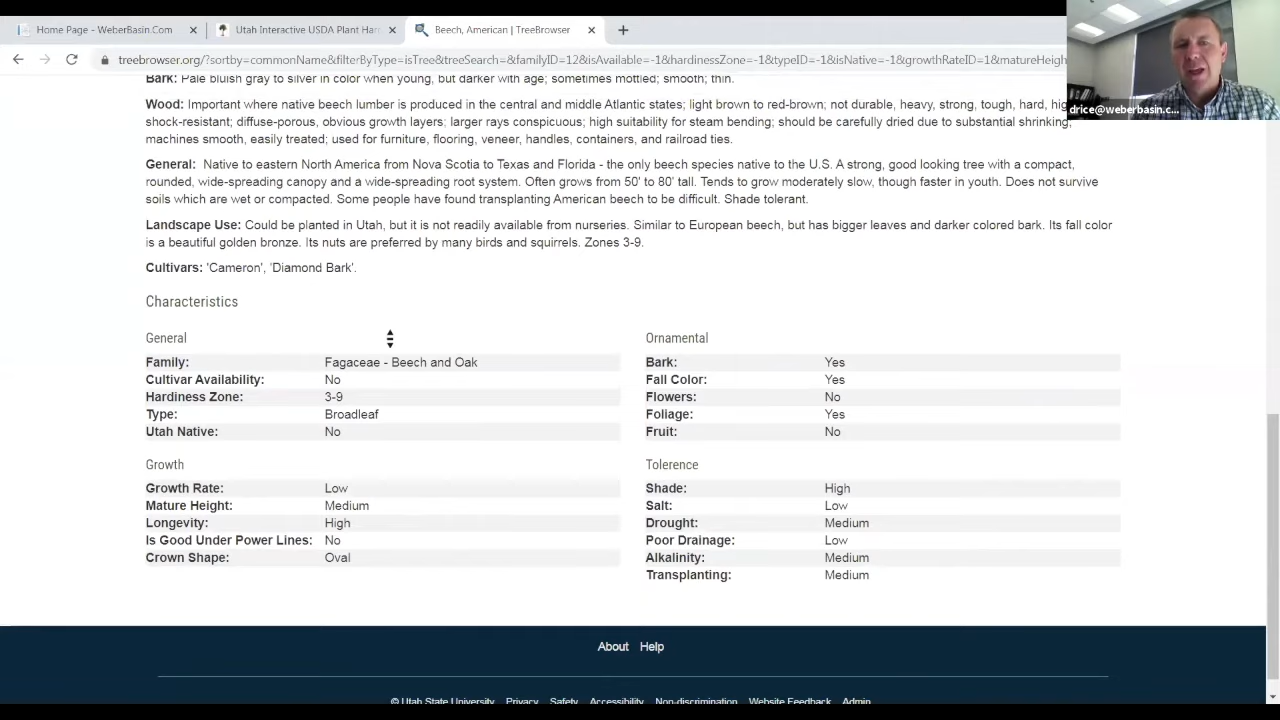 Home Page - WeberBasin.Com
Utah Interactive USDA Plant Har
Beech, American | TreeBrowser
treebrowser.org/?sortby=commonName&filterByType=isTree&treeSearch=&familyID=12&isAvailable=-1&hardinessZone=-1&typeID=-1&isNative=-1&growthRateID=1&matureHeigh
drice@weberbasin.c...
Bark: Pale bluish gray to silver in color when young, but darker with age; sometimes mottled; smooth; thin.
Wood: Important where native beech lumber is produced in the central and middle Atlantic states; light brown to red-brown; not durable, heavy, strong, tough, hard, hig
shock-resistant; diffuse-porous, obvious growth layers, larger rays conspicuous; high suitability for steam bending; should be carefully dried due to substantial shrinking,
machines smooth, easily treated; used for furniture, flooring, veneer, handles, containers, and railroad ties.
General: Native to eastern North America from Nova Scotia to Texas and Florida - the only beech species native to the U.S. A strong, good looking tree with a compact,
rounded, wide-spreading canopy and a wide-spreading root system. Often grows from 50' to 80' tall. Tends to grow moderately slow, though faster in youth. Does not survive
soils which are wet or compacted. Some people have found transplanting American beech to be difficult. Shade tolerant.
Landscape Use: Could be planted in Utah, but it is not readily available from nurseries. Similar to European beech, but has bigger leaves and darker colored bark. Its fall color
is a beautiful golden bronze. Its nuts are preferred by many birds and squirrels. Zones 3-9.
Cultivars: 'Cameron', 'Diamond Bark'.
Characteristics
General
Family: Fagaceae - Beech and Oak
Cultivar Availability: No
Hardiness Zone: 3-9
Type: Broadleaf
Utah Native: No
Growth
Growth Rate: Low
Mature Height: Medium
Longevity: High
Is Good Under Power Lines: No
Crown Shape: Oval
Ornamental
Bark: Yes
Fall Color: Yes
Flowers: No
Foliage: Yes
Fruit: No
Tolerence
Shade: High
Salt: Low
Drought: Medium
Poor Drainage: Low
Alkalinity: Medium
Transplanting: Medium
About Help
© Utah State University Privacy Safety Accessibility Non-discrimination Website Feedback Admin